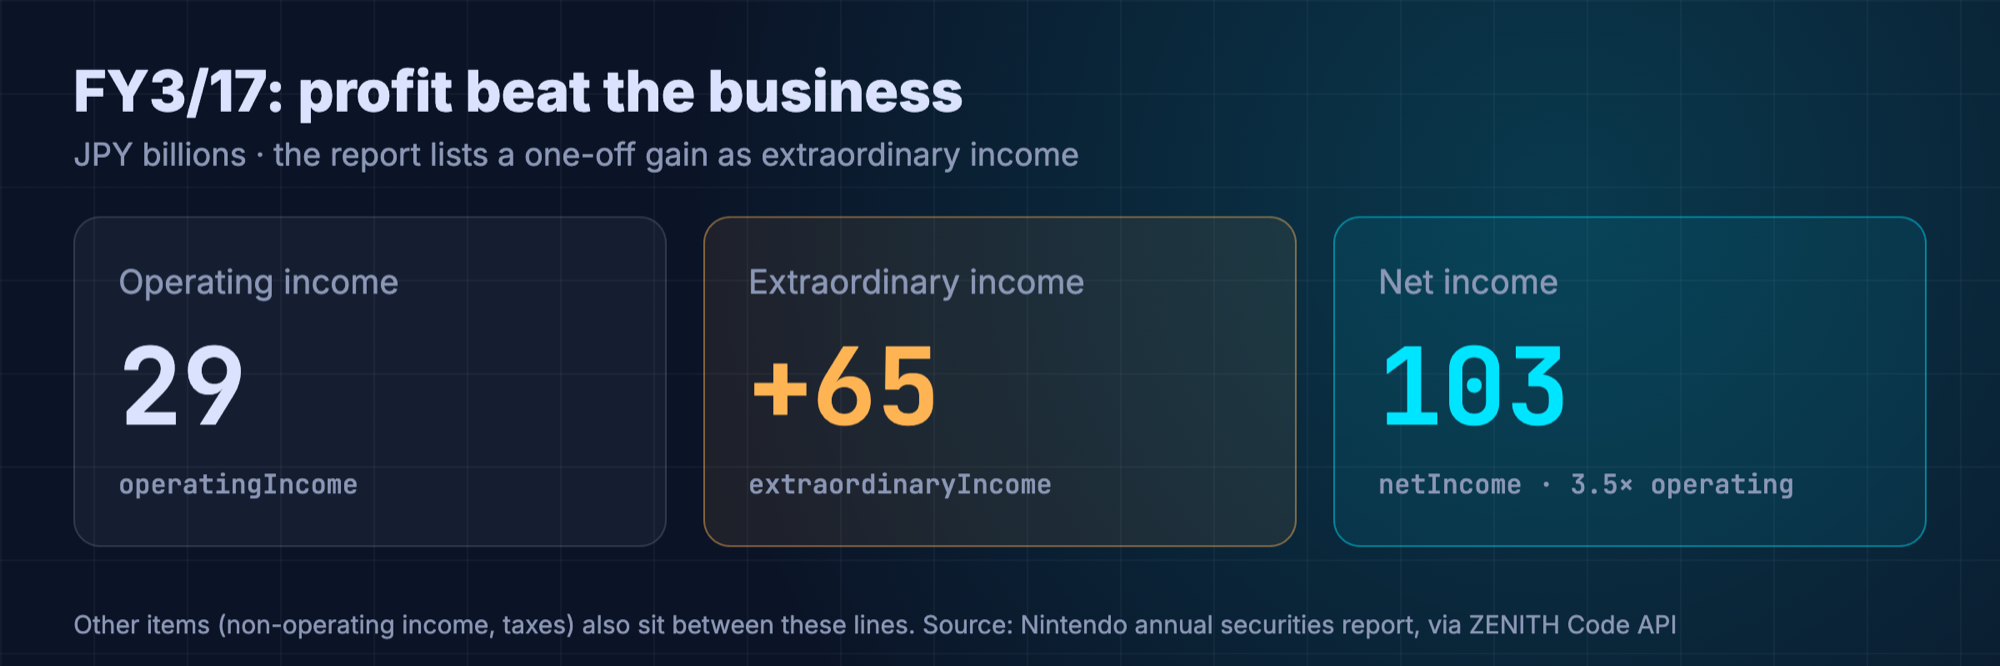 FY3/17: profit beat the business
JPY billions · the report lists a one-off gain as extraordinary income
Operating income
29
operatingIncome
Extraordinary income
+65
extraordinaryIncome
Net income
103
netIncome · 3.5× operating
Other items (non-operating income, taxes) also sit between these lines. Source: Nintendo annual securities report, via ZENITH Code API